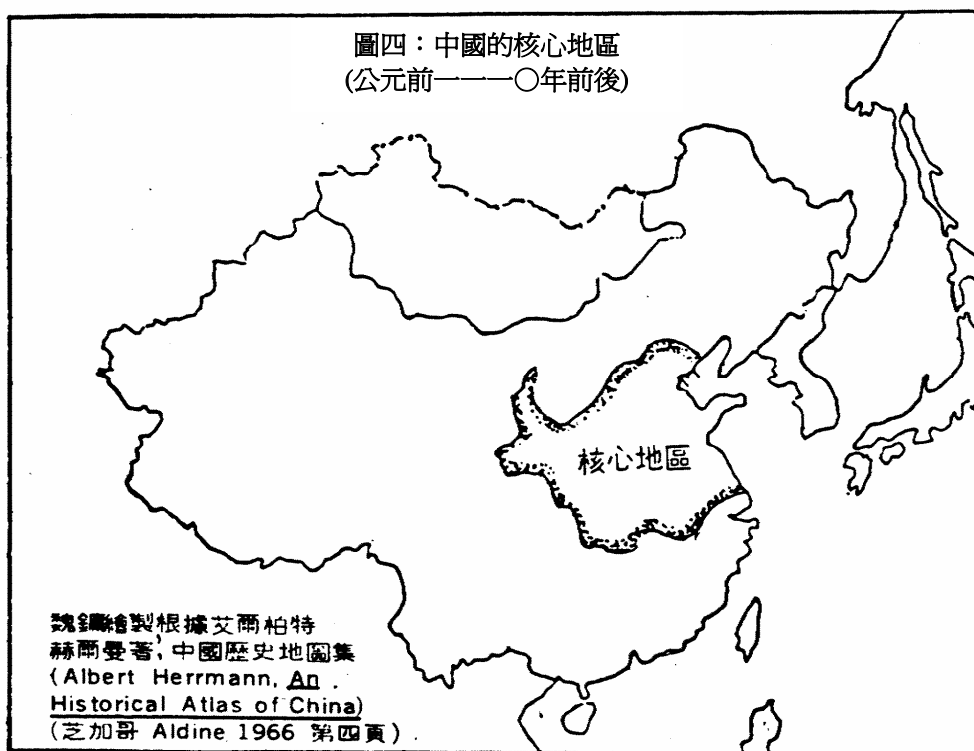 圖四：中國的核心地區
(公元前一一一〇年前後)
核心地區
魏鏞繪製根據艾爾柏特
赫爾曼著，中國歷史地圖集
(Albert Herrmann, An
Historical Atlas of China)
(芝加哥 Aldine 1966 第四頁)